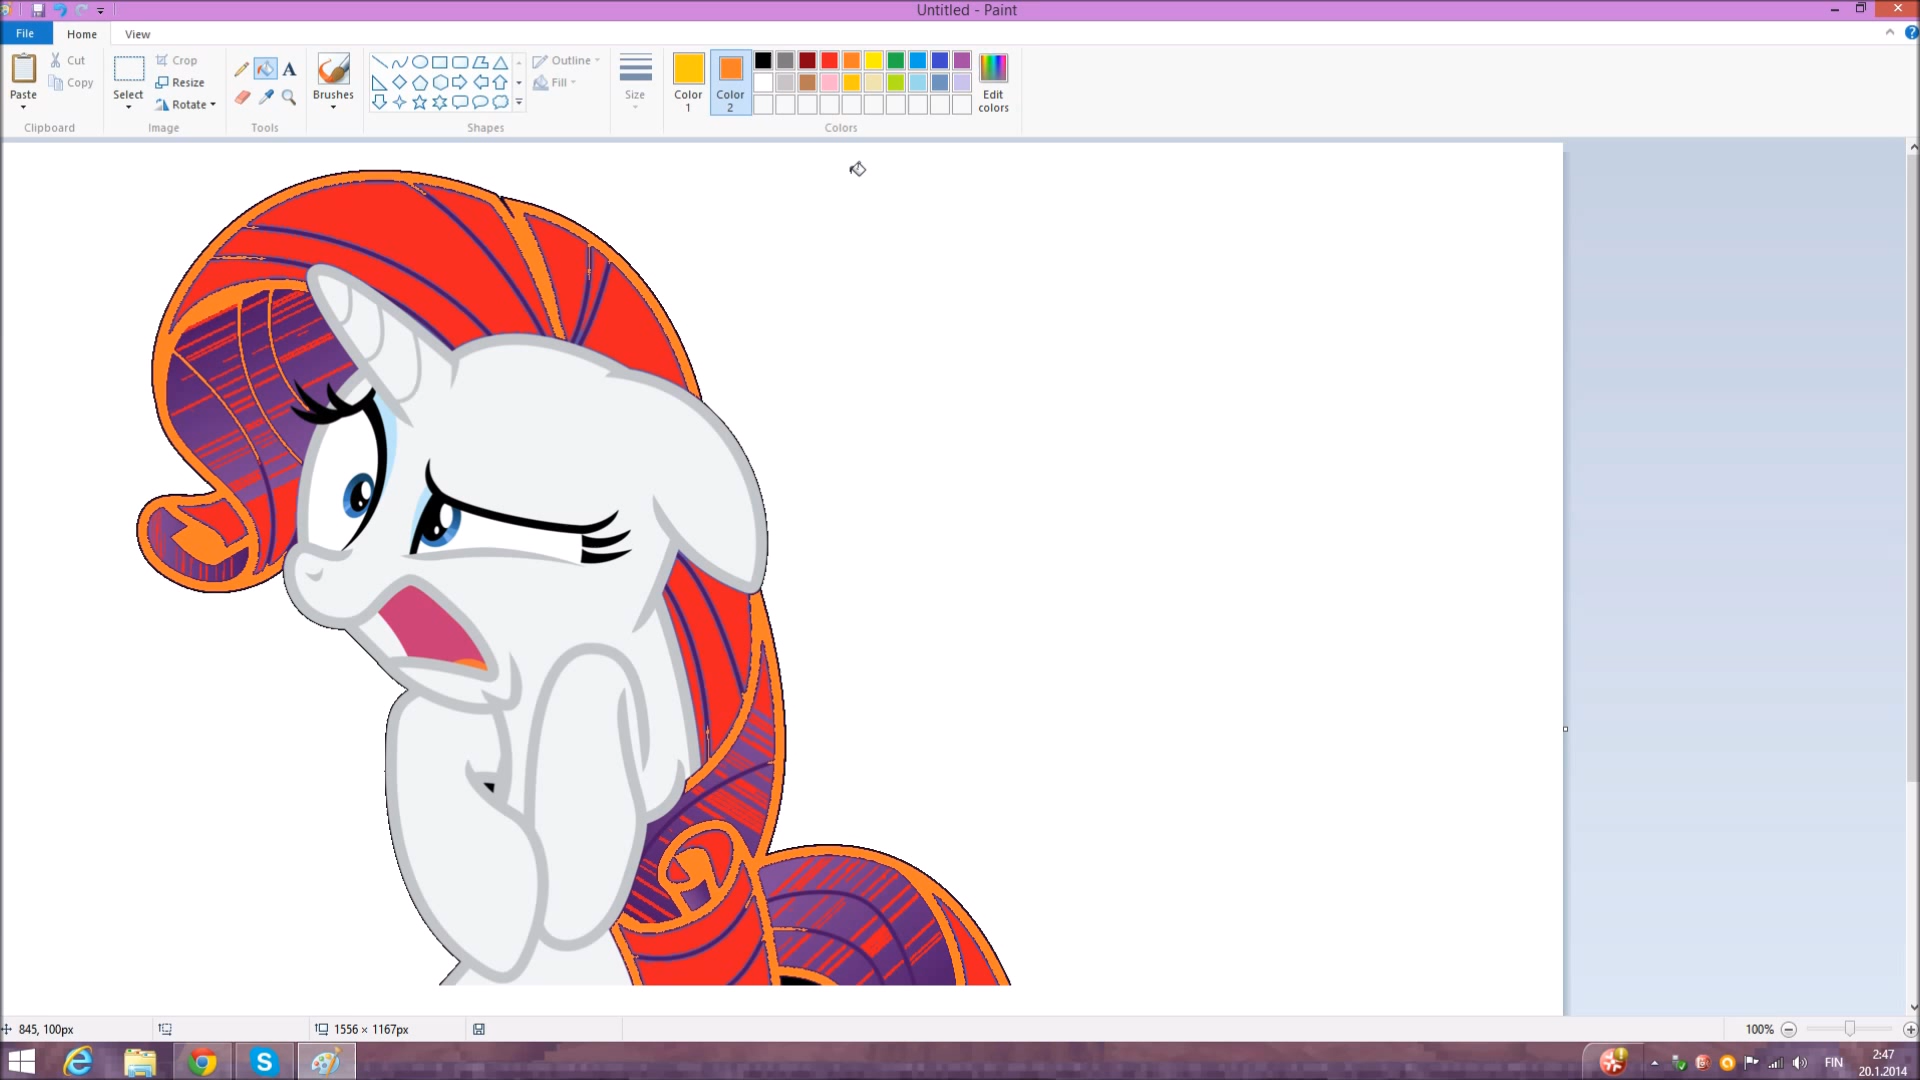 Untitled - Paint
File
Home
View
Paste
Cut
Copy
Clipboard
Select
Crop
Resize
Rotate
Image
A
Tools
Brushes
Shapes
Outline
Fill
Size
Color 1
Color 2
Edit colors
Colors
845, 100px
1556 × 1167px
100%
FIN
2:47
20.1.2014